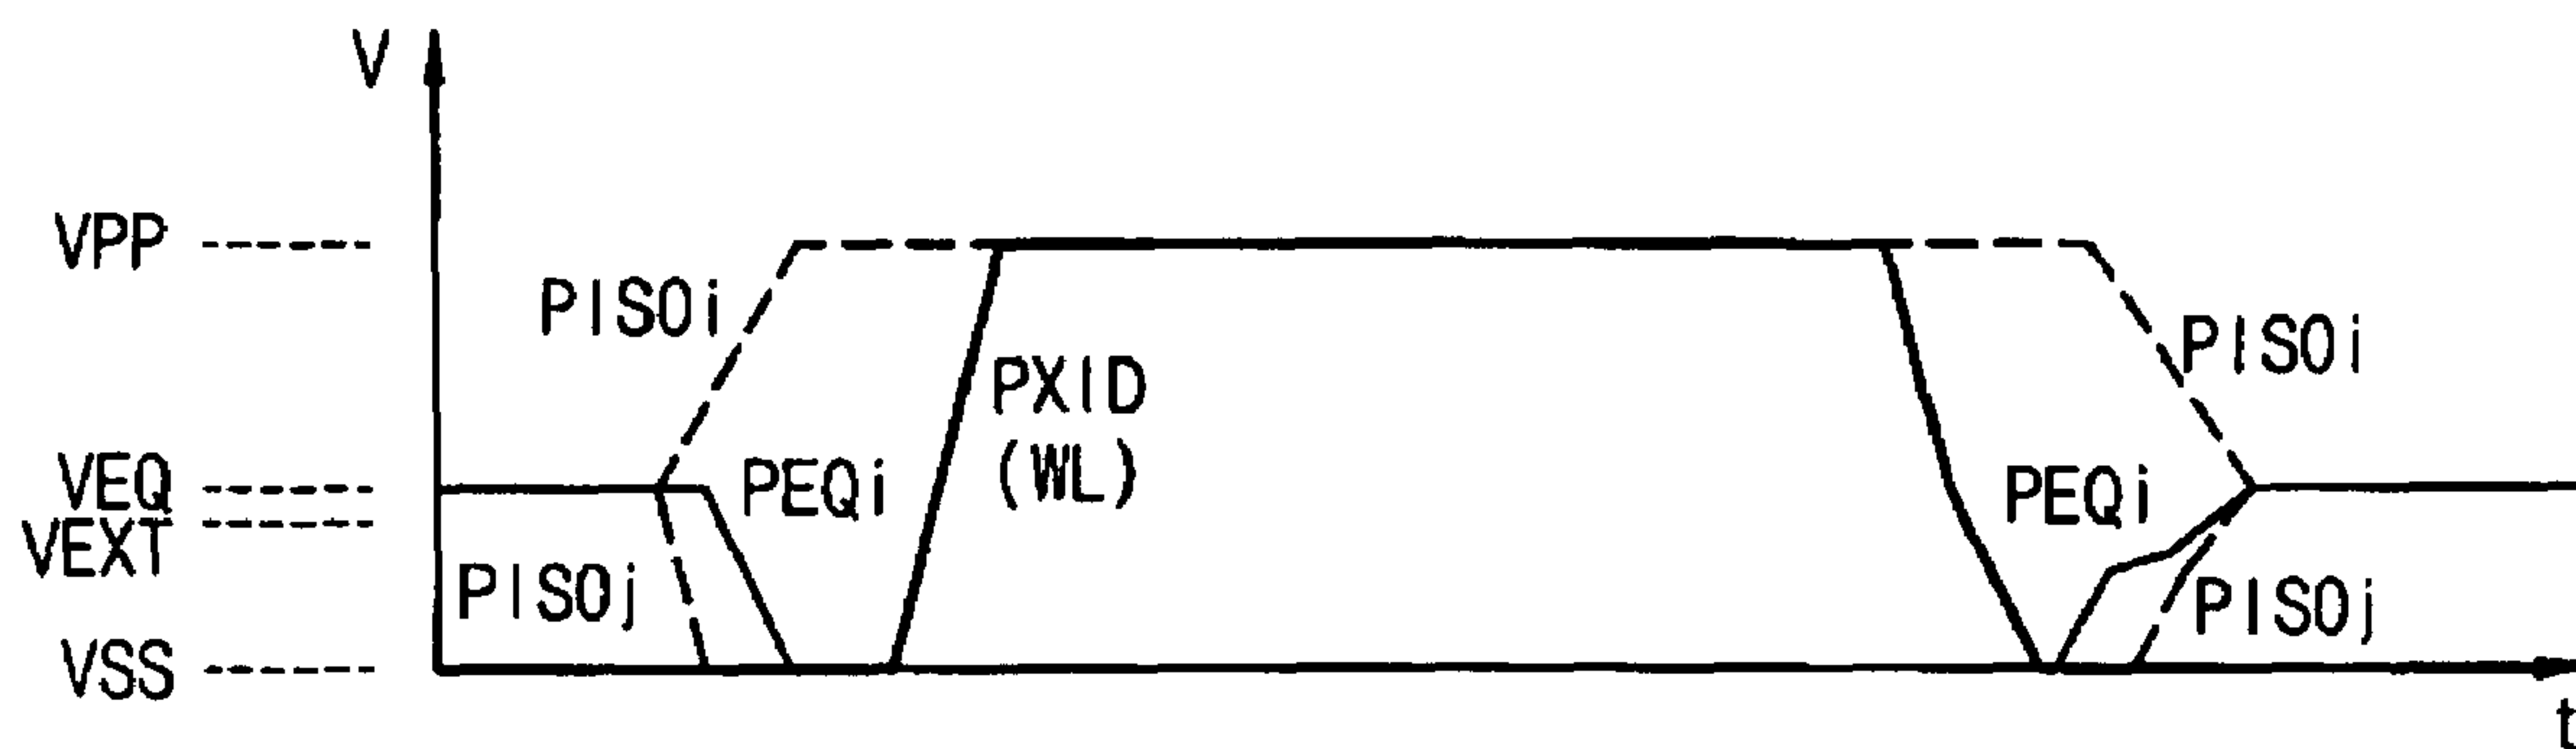 V
VPP
PISOi
PISOi
PXID
(WL)
VEQ
PEQi
PEQi
VEXT
PISOj
PISOj
VSS
t